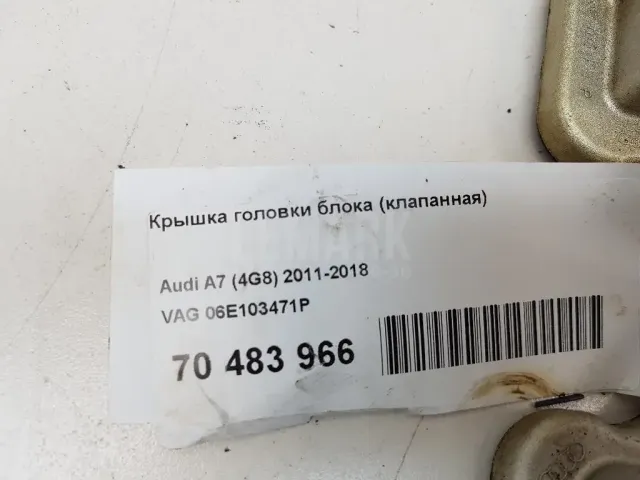 Крышка головки блока (клапанная)
Audi A7 (4G8) 2011-2018
VAG 06E103471P
70 483 966